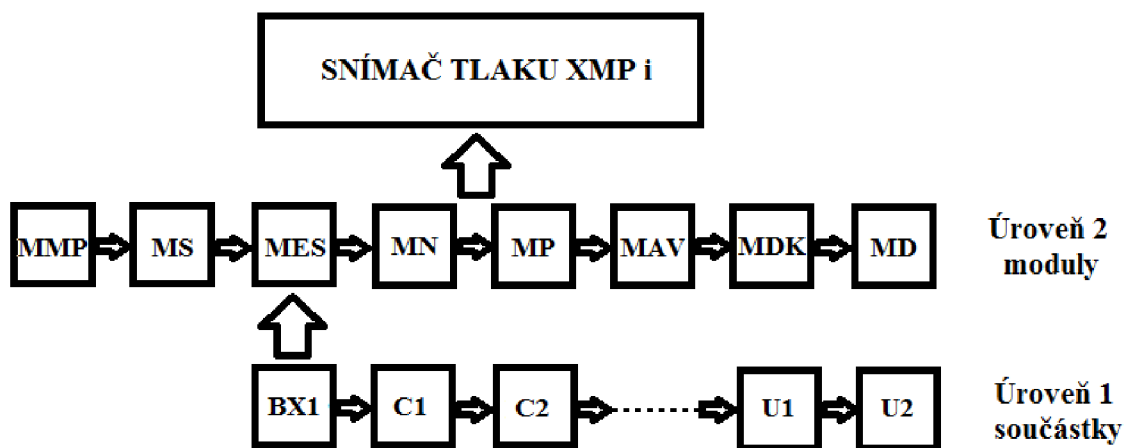 SNÍMAČ TLAKU XMP i
MMP MS MES MN MP MAV MDK MD
Úroveň 2
moduly
BX1 C1 C2 U1 U2
Úroveň 1
součástky